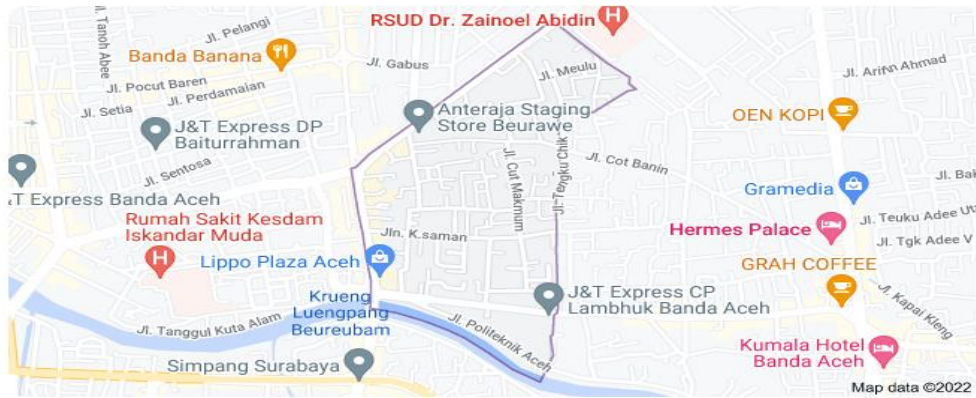 RSUD Dr. Zainoel Abidin
Jl. Tanoh Abee
Jl. Pelangi
Banda Banana
Jl. Gabus
Jl. Meulu
Jl. Arifin Ahmad
Jl. Pocut Baren
Jl. Setia
Jl. Perdamaian
Anteraja Staging
Store Beurawe
OEN KOPI
J&T Express DP
Baiturrahman
Jl. Cot Banin
Jl. Sentosa
Jl. Cut Makmum
Jl. Tengku Chik
Gramedia
Jl. Bak
J&T Express Banda Aceh
Rumah Sakit Kesdam
Iskandar Muda
Jln. K.saman
Hermes Palace
Jl. Teuku Adee Uta
Jl. Tgk Adee V
Lippo Plaza Aceh
GRAH COFFEE
Krueng
Luengpang
Beureubam
J&T Express CP
Lambhuk Banda Aceh
Jl. Kapai Kleng
Jl. Tanggul Kuta Alam
Jl. Politeknik Aceh
Simpang Surabaya
Kumala Hotel
Banda Aceh
Map data ©2022